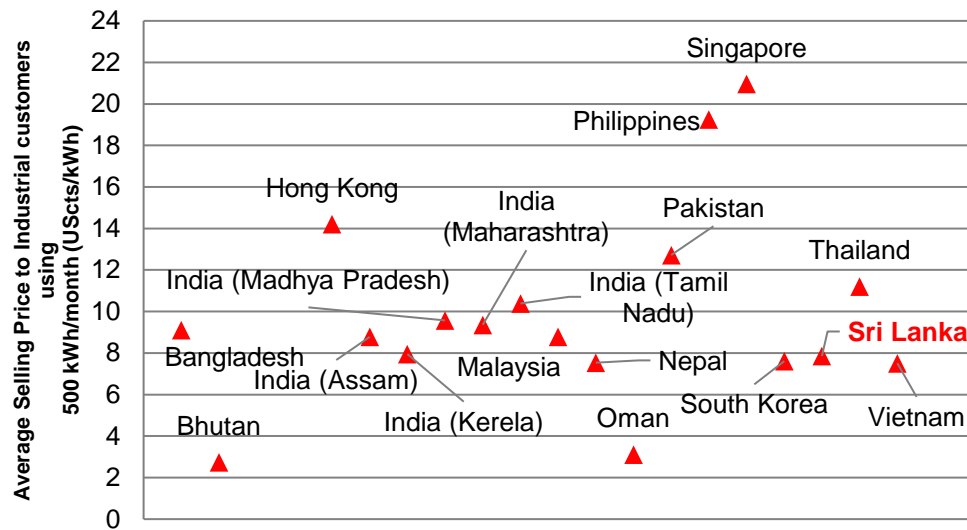 Average Selling Price to Industrial customers
using
500 kWh/month (UScts/kWh)
24
22
20
18
16
14
12
10
8
6
4
2
0
Singapore
Philippines
Hong Kong
India
(Maharashtra)
Pakistan
Thailand
India (Madhya Pradesh)
India (Tamil
Nadu)
Sri Lanka
Bangladesh
India (Assam)
Malaysia
Nepal
India (Kerela)
South Korea
Vietnam
Bhutan
Oman